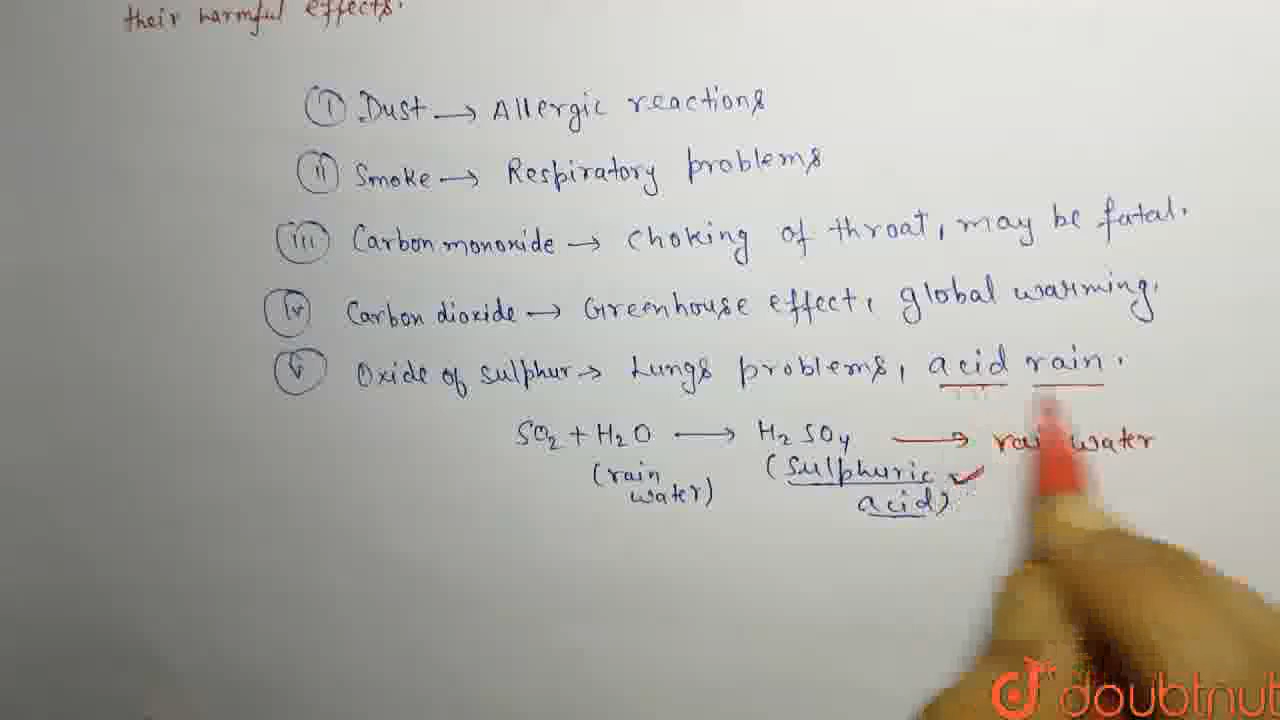 their harmful effects.
(i) Dust → Allergic reactions
(ii) Smoke → Respiratory problems
(iii) Carbon monoxide → choking of throat, may be fatal.
(iv) Carbon dioxide → Greenhouse effect, global warming.
(v) Oxide of sulphur → Lungs problems, acid rain.
SO2 + H2O → H2SO4 → rain water
(rain water) (sulphuric acid)
doubtnut